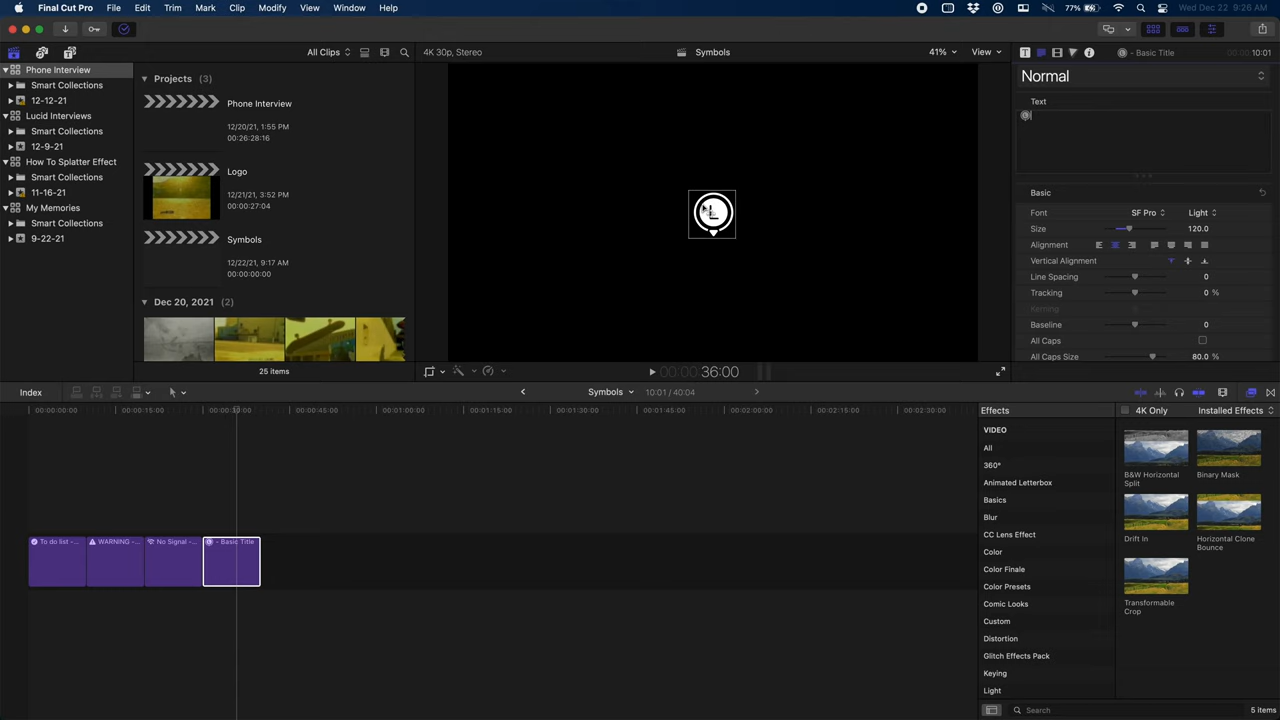 Final Cut Pro File Edit Trim Mark Clip Modify View Window Help
77% Wed Dec 22 9:26 AM
All Clips
4K 30p, Stereo
Symbols
41%
View
- Basic Title
10:01
Phone Interview
Smart Collections
12-12-21
Lucid Interviews
Smart Collections
12-9-21
How To Splatter Effect
Smart Collections
11-16-21
My Memories
Smart Collections
9-22-21
Projects (3)
Phone Interview
12/20/21, 1:55 PM
00:26:28:16
Logo
12/21/21, 3:52 PM
00:00:27:04
Symbols
12/22/21, 9:17 AM
00:00:00:00
Dec 20, 2021 (2)
25 items
00:00:36:00
Normal
Text
Basic
Font SF Pro Light
Size 120.0
Alignment
Vertical Alignment
Line Spacing 0
Tracking 0 %
Kerning
Baseline 0
All Caps
All Caps Size 80.0 %
Index
Symbols
10:01 / 40:04
00:00:00:00 00:00:15:00 00:00:30:00 00:00:45:00 00:01:00:00 00:01:15:00 00:01:30:00 00:01:45:00 00:02:00:00 00:02:15:00 00:02:30:00
To do list -...
WARNING -...
No Signal -...
- Basic Title
Effects
4K Only
Installed Effects
VIDEO
All
360°
Animated Letterbox
Basics
Blur
CC Lens Effect
Color
Color Finale
Color Presets
Comic Looks
Custom
Distortion
Glitch Effects Pack
Keying
Light
B&W Horizontal
Split
Binary Mask
Drift In
Horizontal Clone
Bounce
Transformable
Crop
Search
5 items